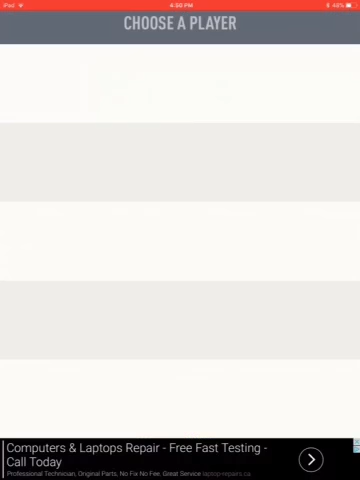 iPad 4:50 PM 48%
CHOOSE A PLAYER
Computers & Laptops Repair - Free Fast Testing -
Call Today
Professional Technician, Original Parts, No Fix No Fee, Great Service laptop-repairs.ca